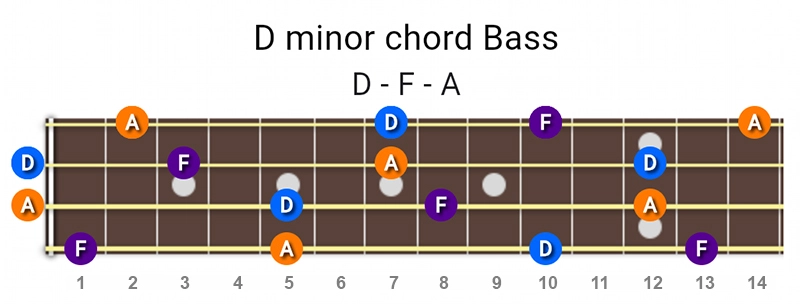 D minor chord Bass
D - F - A
A D F A
D F A D
A D F A
F A D F
1 2 3 4 5 6 7 8 9 10 11 12 13 14